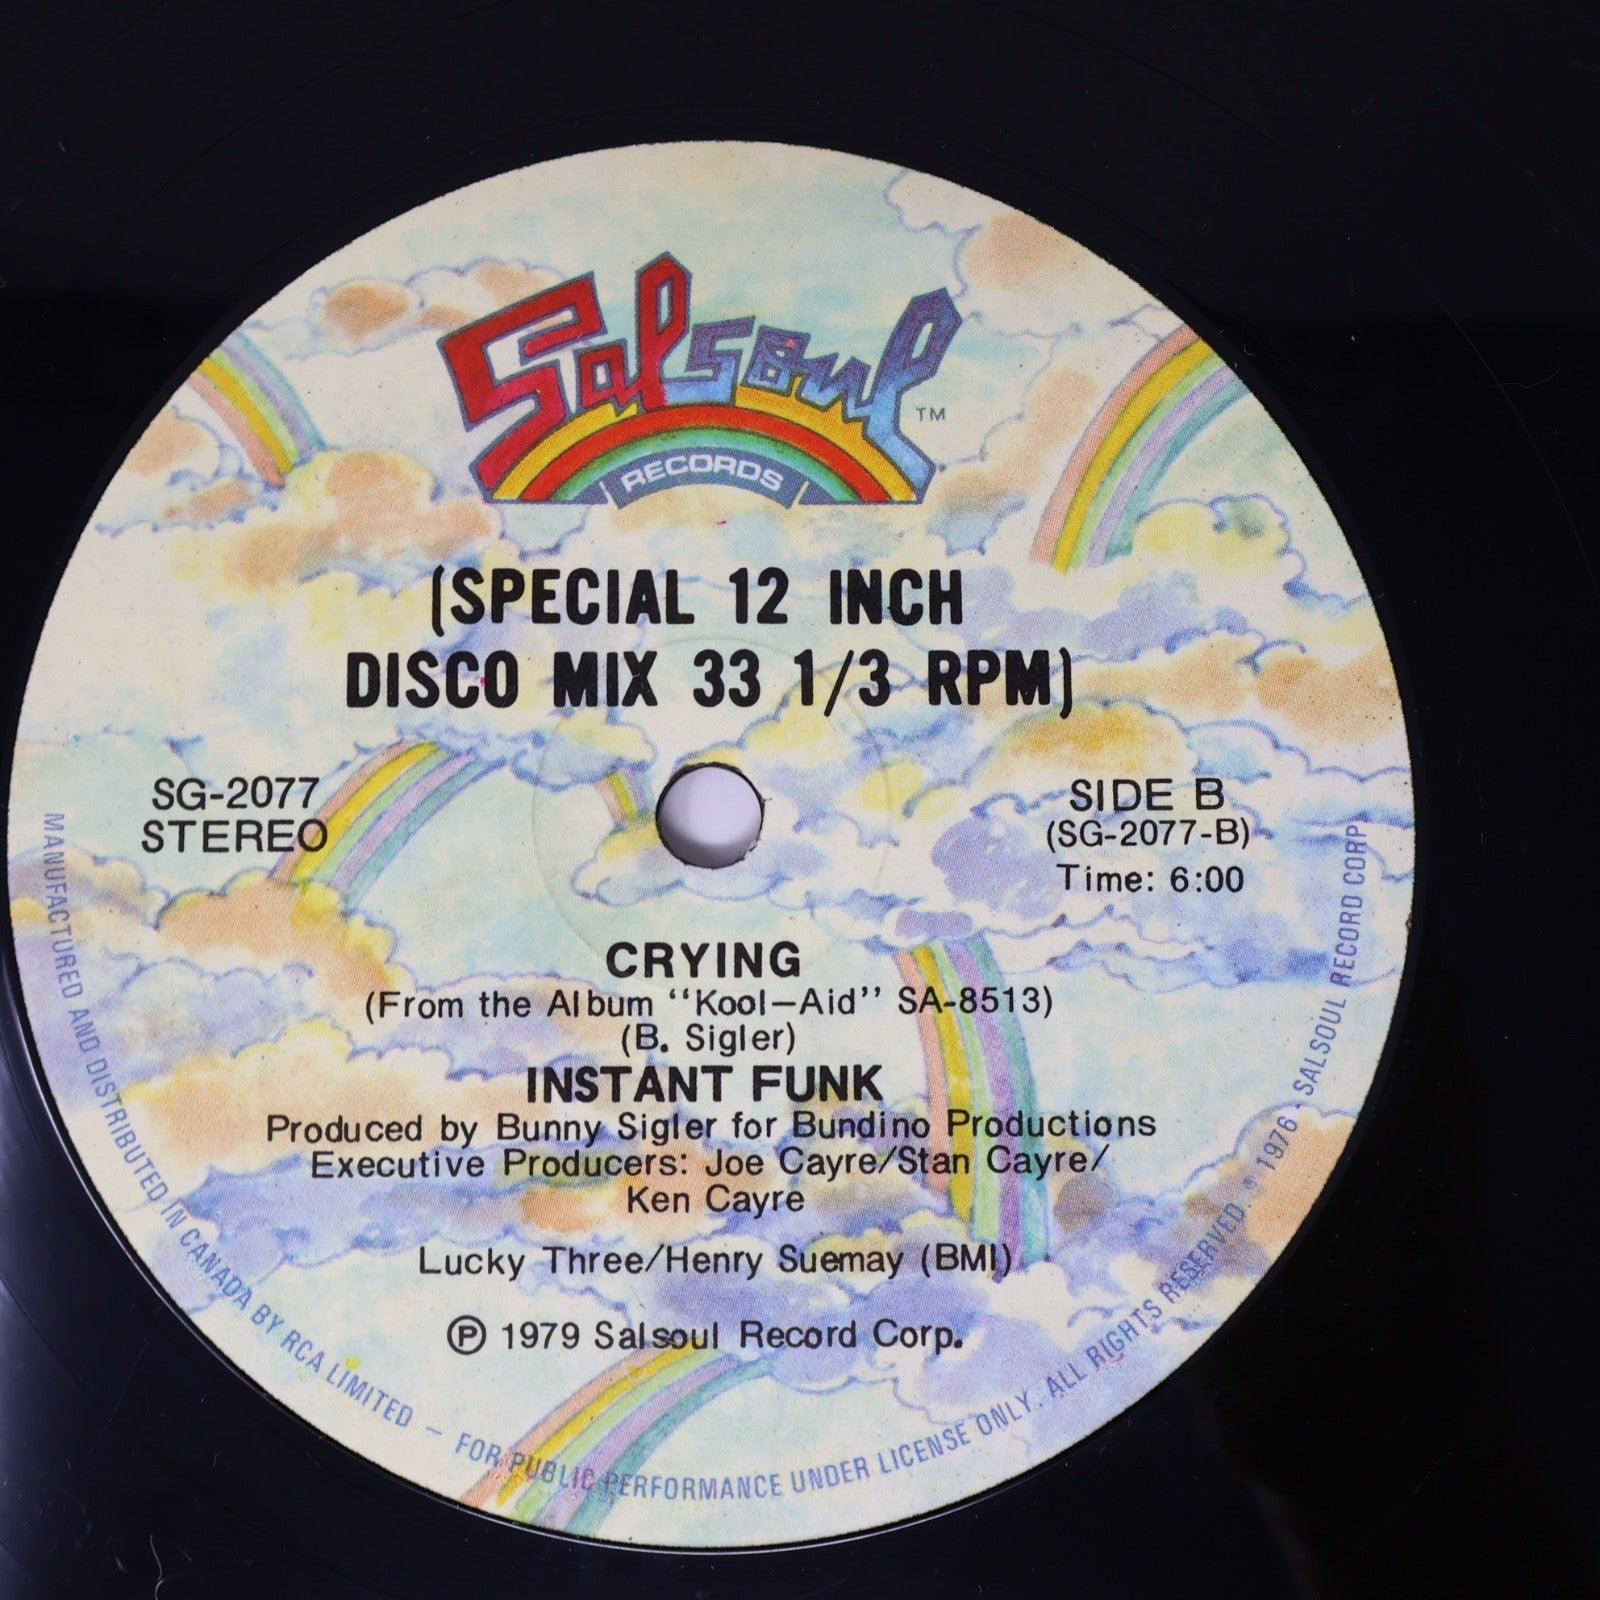 Salsoul TM
RECORDS
(SPECIAL 12 INCH
DISCO MIX 33 1/3 RPM)
SG-2077
STEREO
SIDE B
(SG-2077-B)
Time: 6:00
CRYING
(From the Album "Kool-Aid" SA-8513)
(B. Sigler)
INSTANT FUNK
Produced by Bunny Sigler for Bundino Productions
Executive Producers: Joe Cayre/Stan Cayre/
Ken Cayre
Lucky Three/Henry Suemay (BMI)
℗ 1979 Salsoul Record Corp.
MANUFACTURED AND DISTRIBUTED IN CANADA BY RCA LIMITED — FOR PUBLIC PERFORMANCE UNDER LICENSE ONLY. ALL RIGHTS RESERVED. ℗ 1976 - SALSOUL RECORD CORP